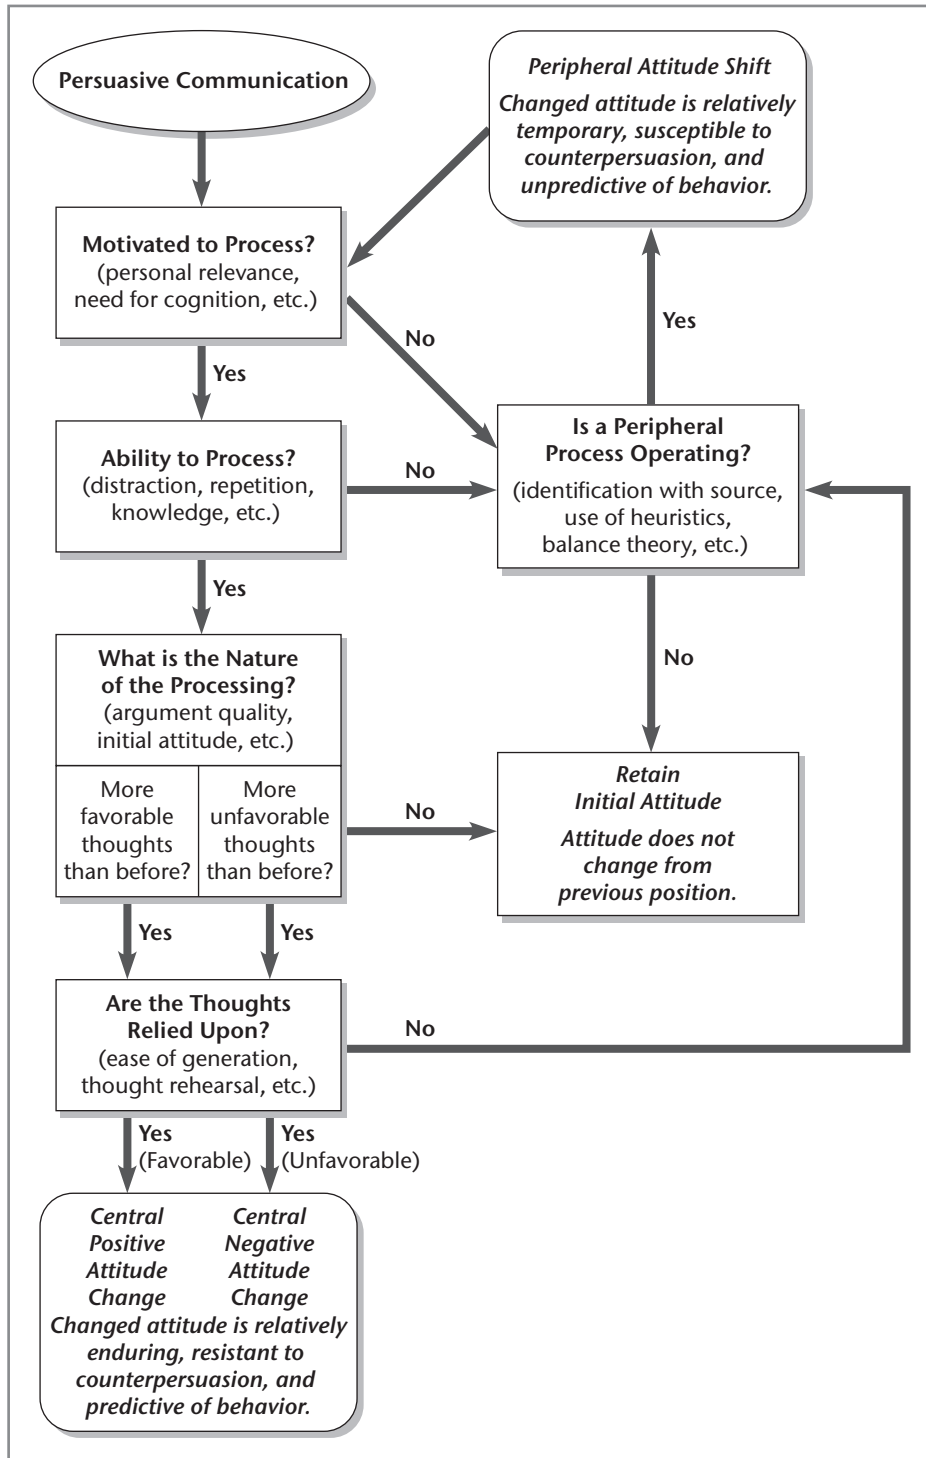 Persuasive Communication
Peripheral Attitude Shift
Changed attitude is relatively
temporary, susceptible to
counterpersuasion, and
unpredictive of behavior.
Motivated to Process?
(personal relevance,
need for cognition, etc.)
No
Yes
Yes
Ability to Process?
(distraction, repetition,
knowledge, etc.)
No
Is a Peripheral
Process Operating?
(identification with source,
use of heuristics,
balance theory, etc.)
Yes
No
What is the Nature
of the Processing?
(argument quality,
initial attitude, etc.)
More
favorable
thoughts
than before?
More
unfavorable
thoughts
than before?
No
Retain
Initial Attitude
Attitude does not
change from
previous position.
Yes
Yes
Are the Thoughts
Relied Upon?
(ease of generation,
thought rehearsal, etc.)
No
Yes
(Favorable)
Yes
(Unfavorable)
Central
Positive
Attitude
Change
Central
Negative
Attitude
Change
Changed attitude is relatively
enduring, resistant to
counterpersuasion, and
predictive of behavior.